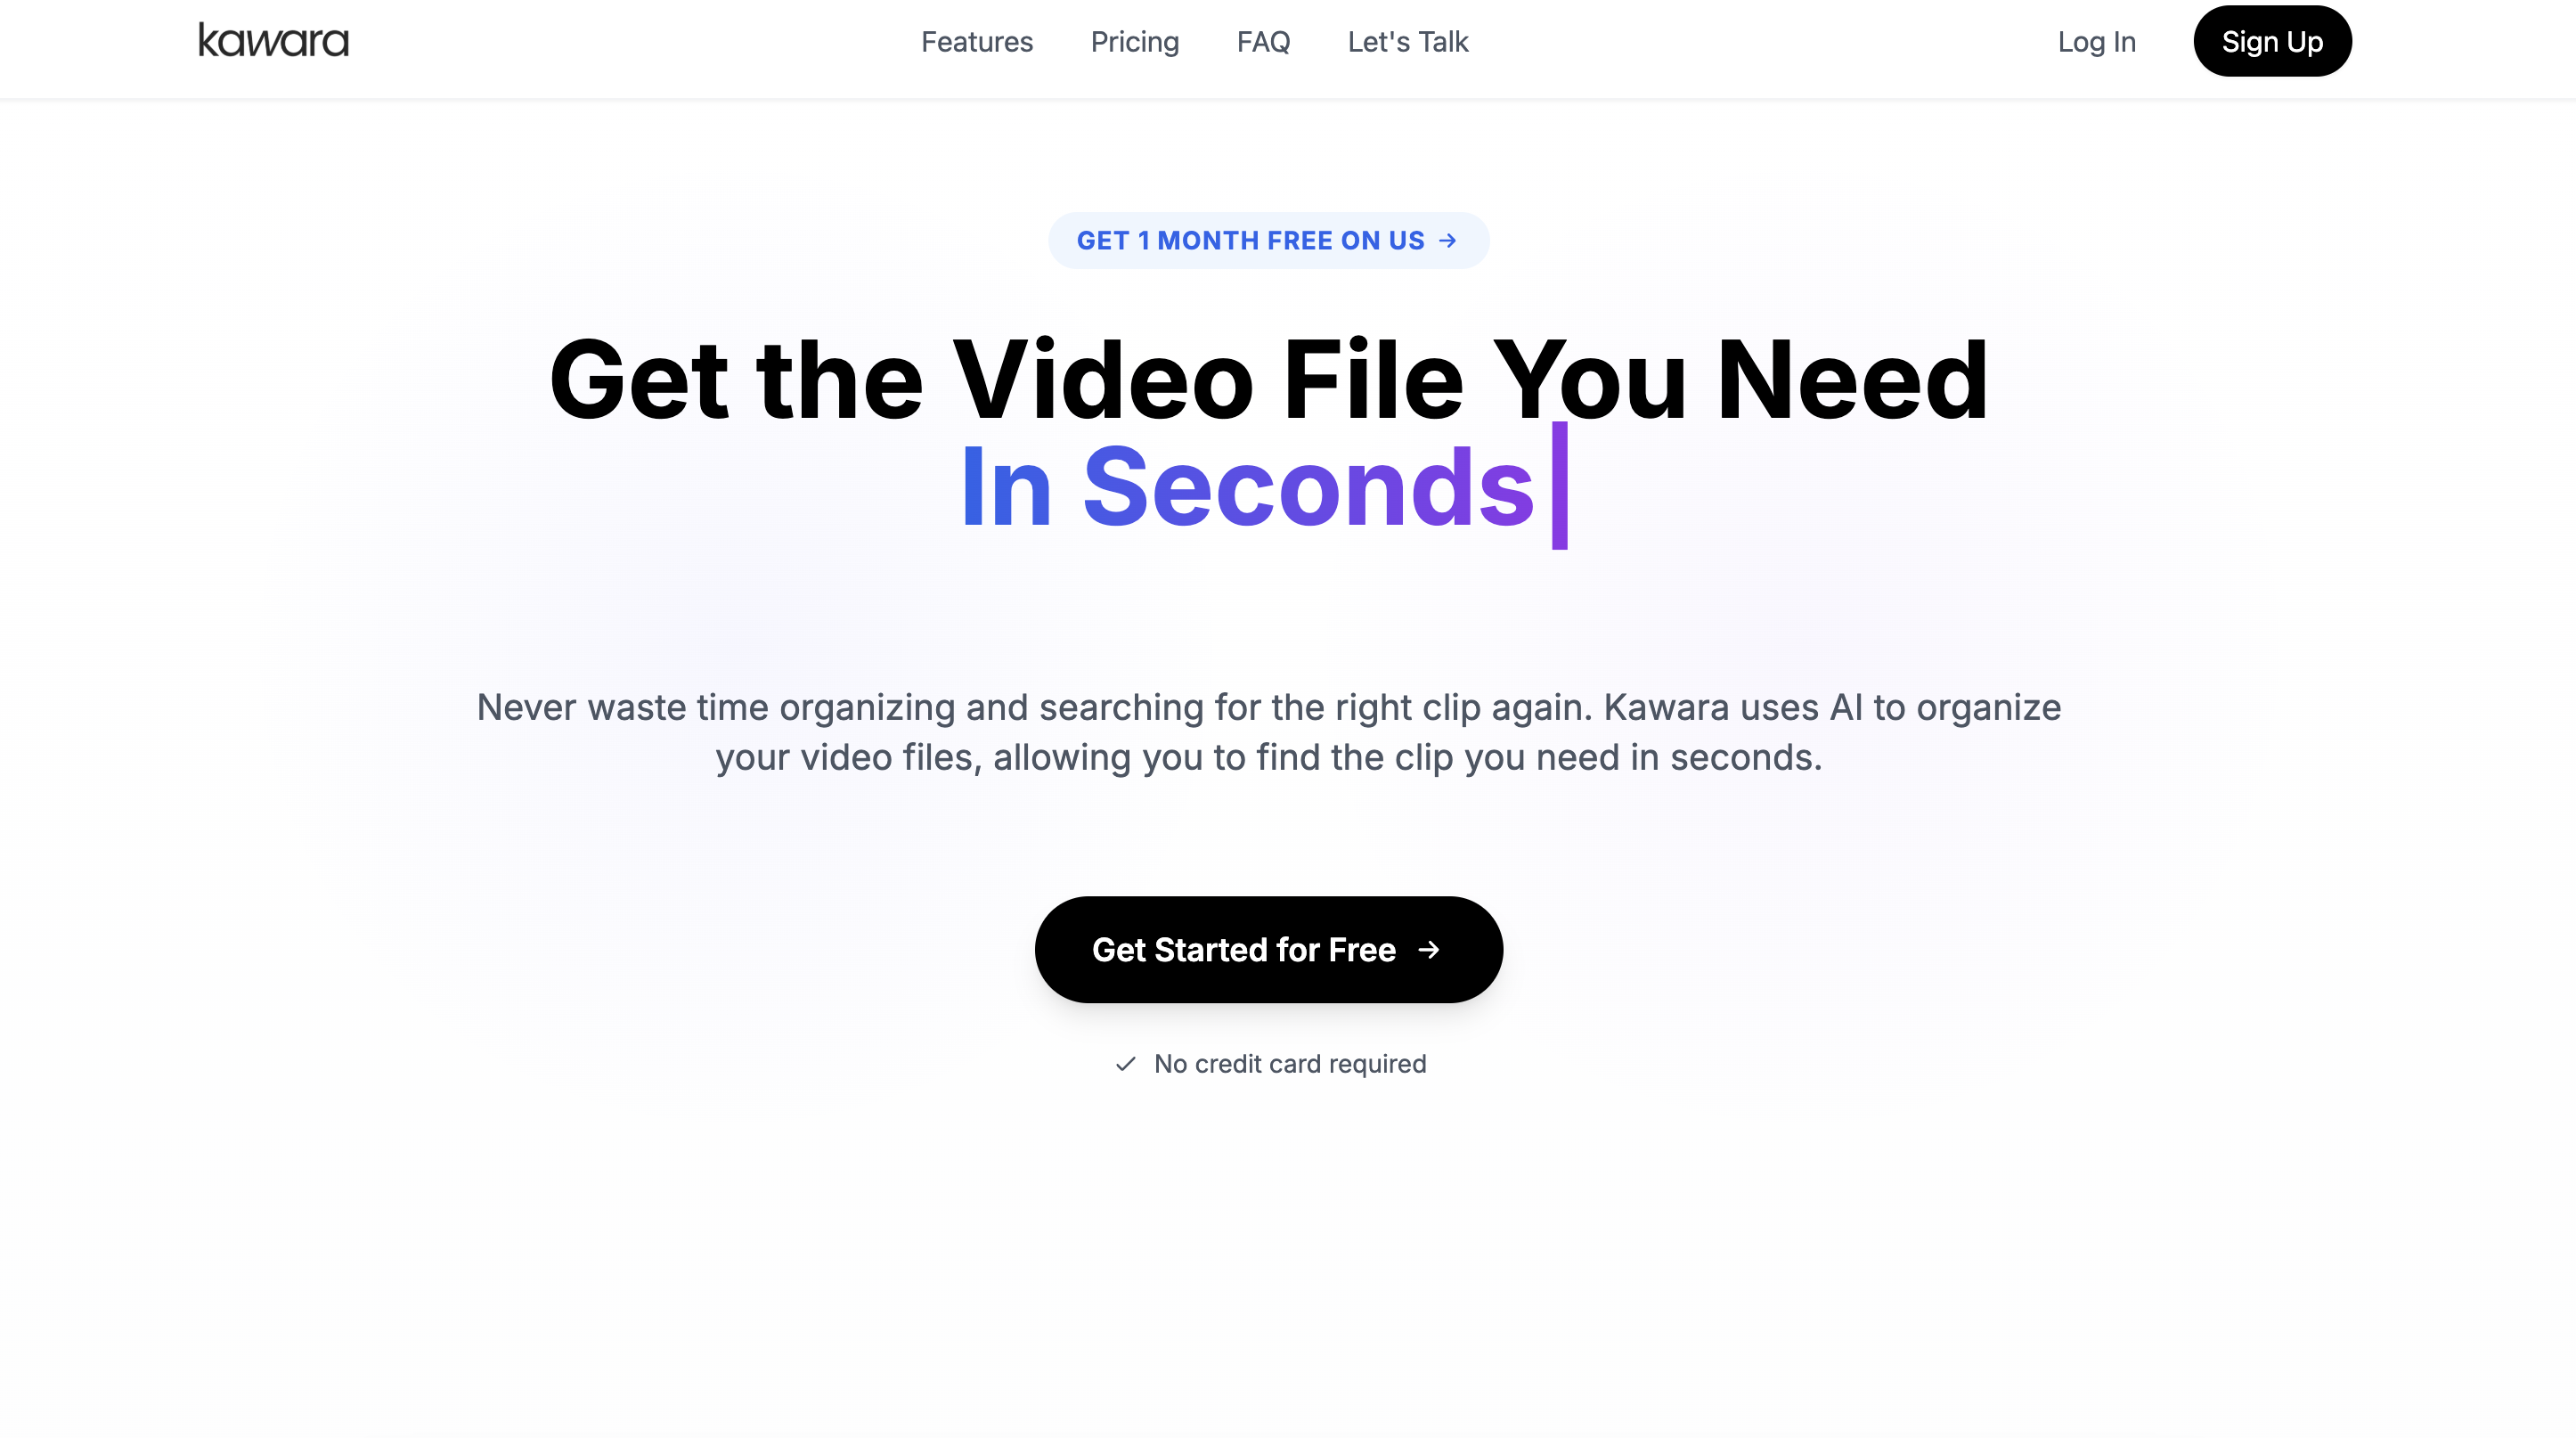 kawara
Features
Pricing
FAQ
Let's Talk
Log In
Sign Up
GET 1 MONTH FREE ON US →
Get the Video File You Need
In Seconds|
Never waste time organizing and searching for the right clip again. Kawara uses AI to organize
your video files, allowing you to find the clip you need in seconds.
Get Started for Free →
✓ No credit card required